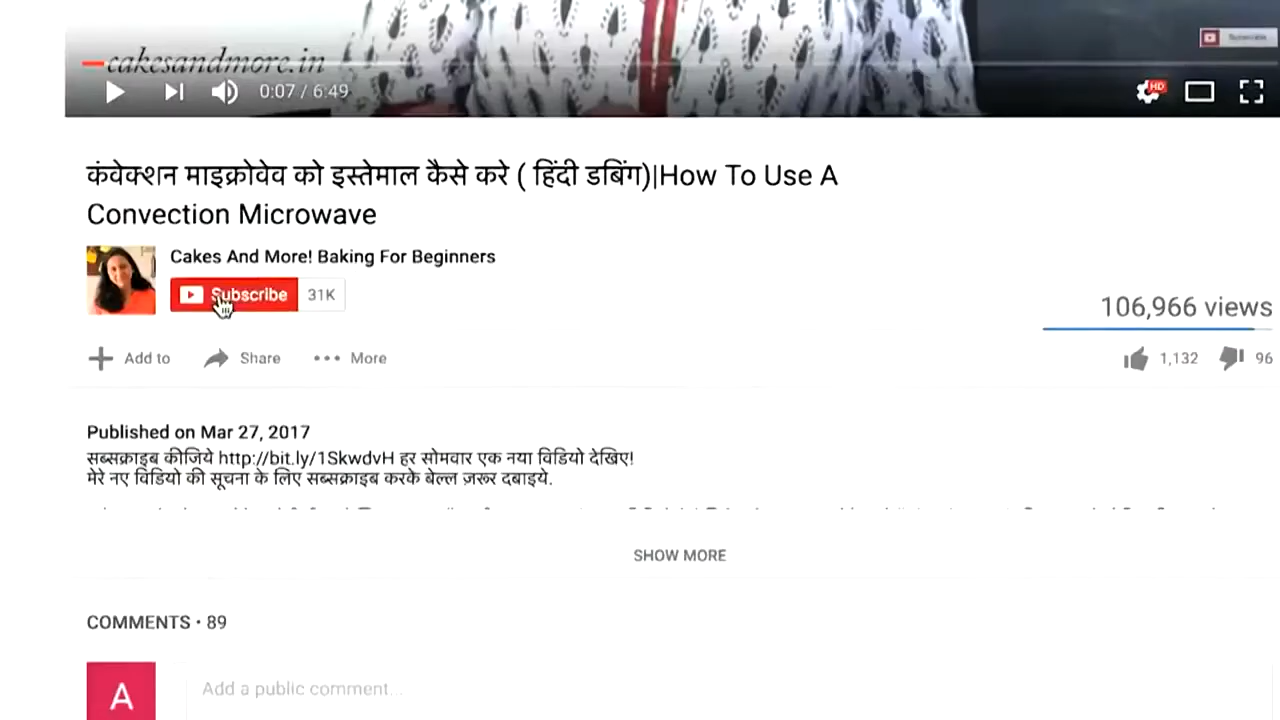 cakesandmore.in
0:07 / 6:49
HD
कंवेक्शन माइक्रोवेव को इस्तेमाल कैसे करे ( हिंदी डबिंग)|How To Use A
Convection Microwave
Cakes And More! Baking For Beginners
Subscribe 31K
106,966 views
Add to Share More
1,132 96
Published on Mar 27, 2017
सब्सक्राइब कीजिये http://bit.ly/1SkwdvH हर सोमवार एक नया विडियो देखिए!
मेरे नए विडियो की सूचना के लिए सब्सक्राइब करके बेल्ल ज़रूर दबाइये.
SHOW MORE
COMMENTS • 89
A
Add a public comment...